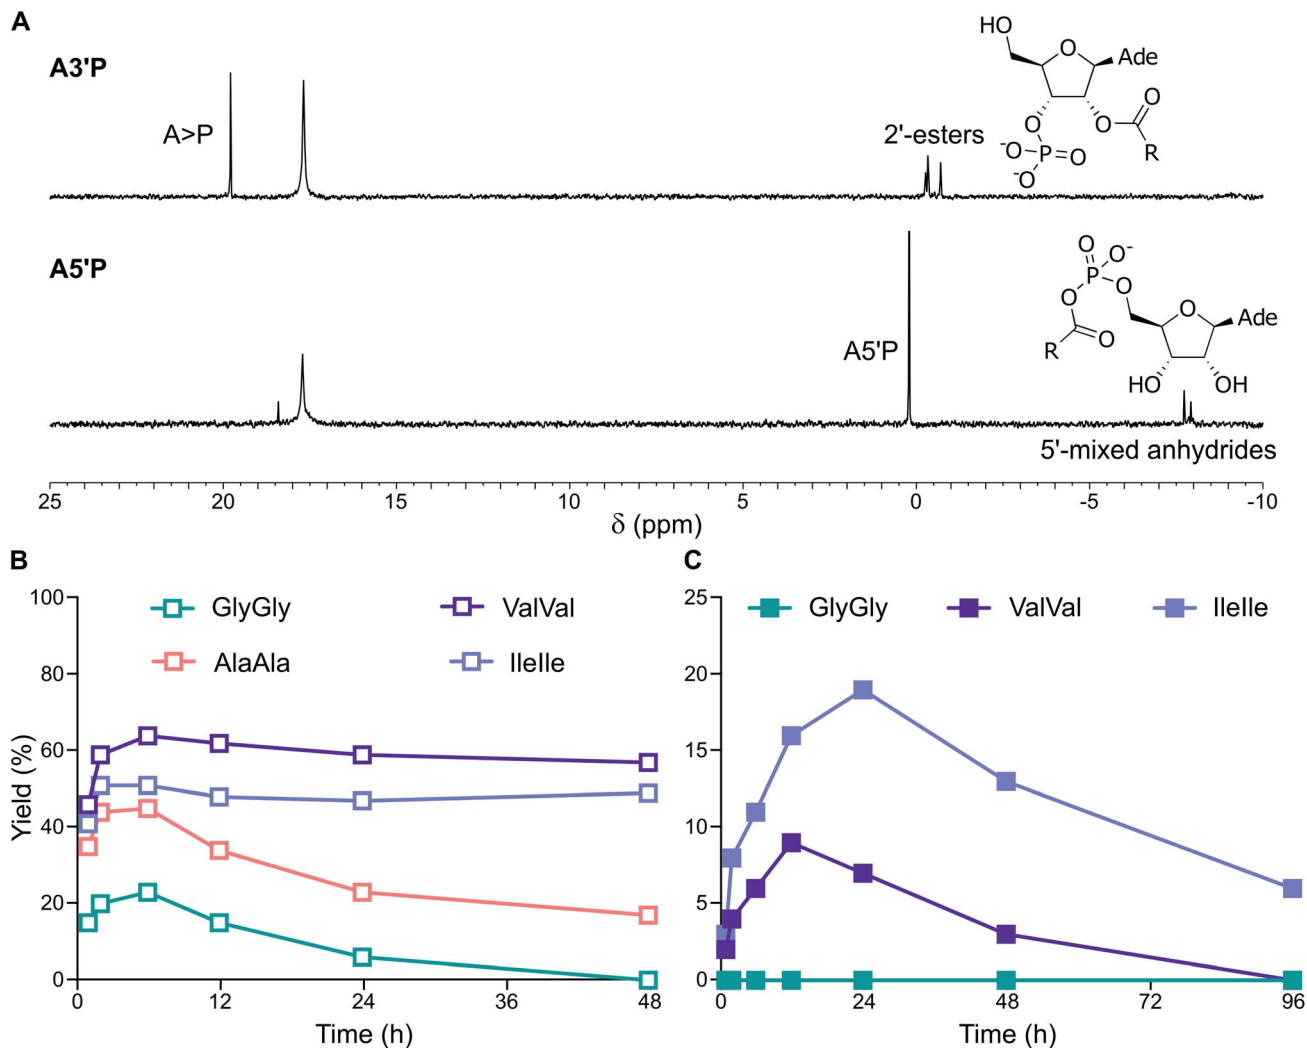 A
A3'P
A>P
2'-esters
HO
O
Ade
O
O
O
R
-O
P
O
-O
A5'P
A5'P
O
O-
P
O
O
O
R
O
Ade
HO
OH
5'-mixed anhydrides
25 20 15 10 5 0 -5 -10
δ (ppm)
B
GlyGly ValVal
AlaAla IleIle
100
80
60
40
20
0
Yield (%)
0 12 24 36 48
Time (h)
C
GlyGly ValVal IleIle
25
20
15
10
5
0
0 24 48 72 96
Time (h)